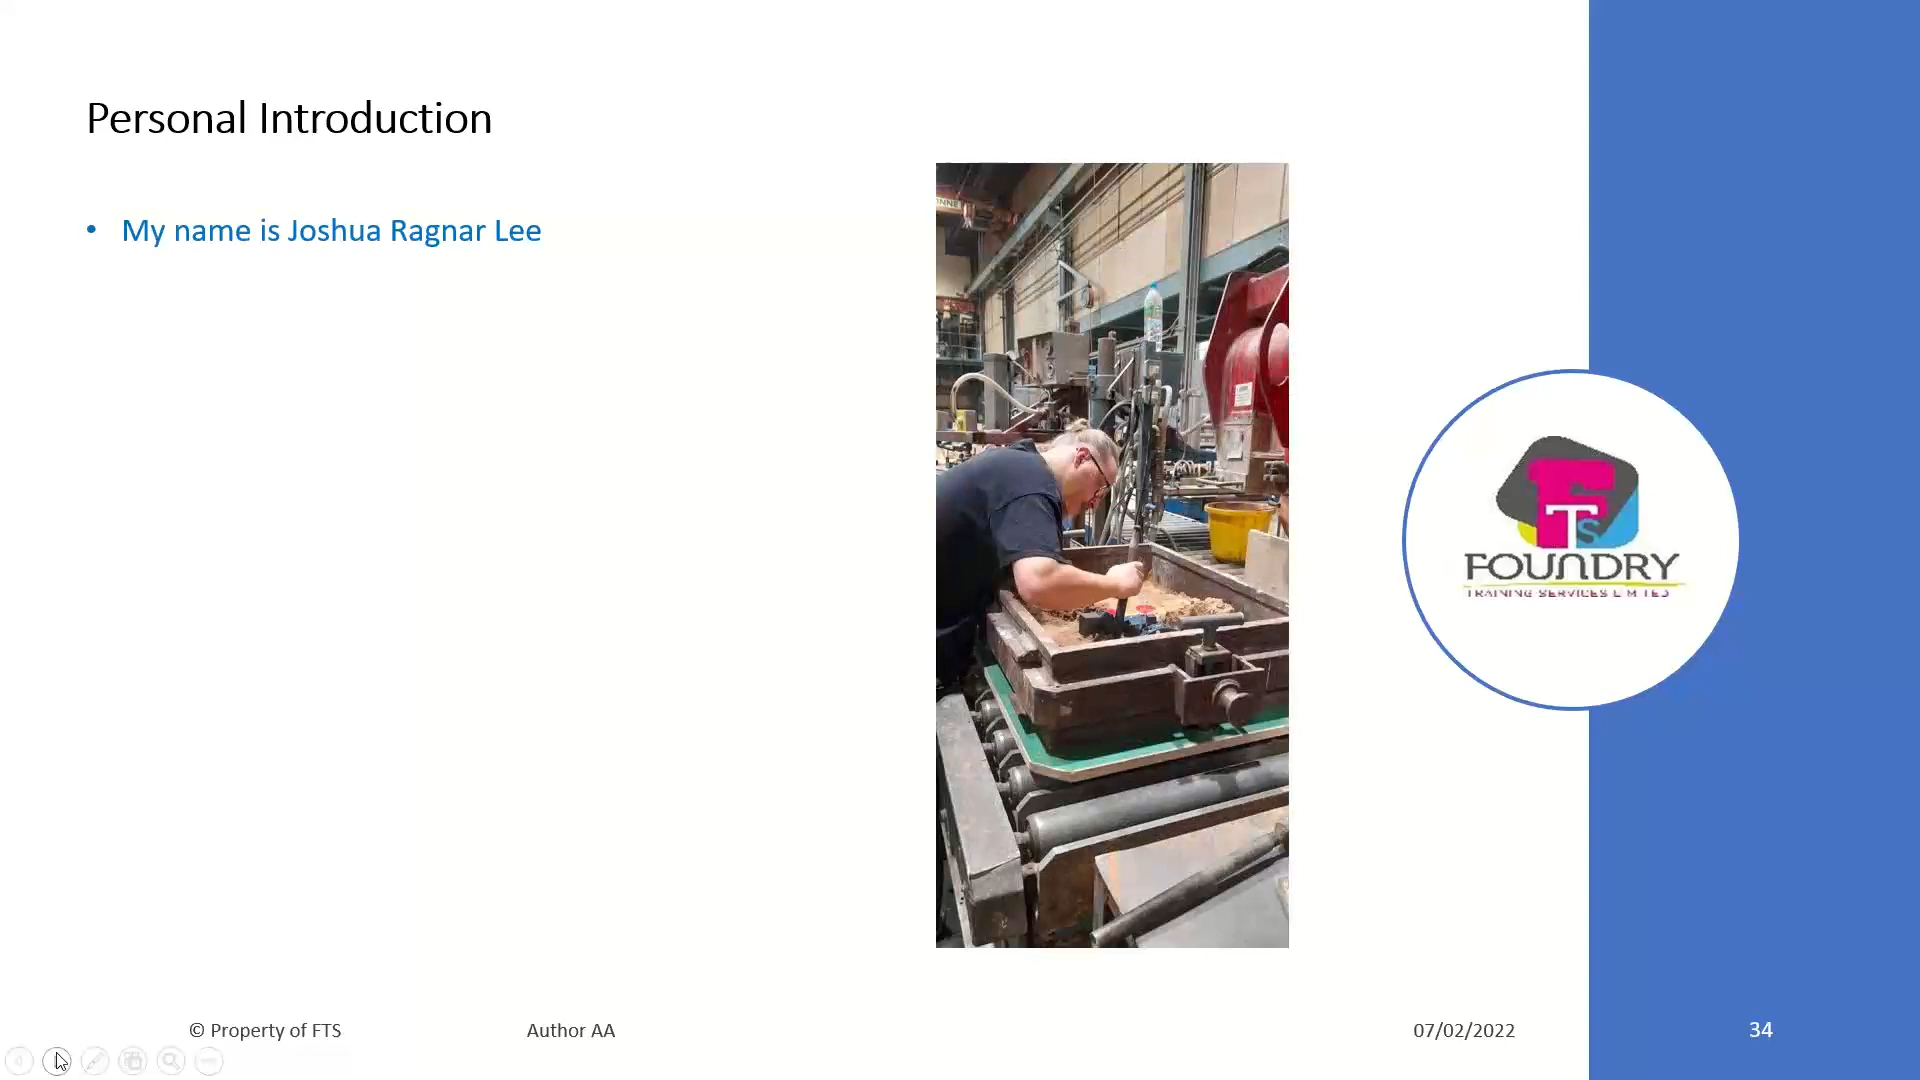 Personal Introduction
• My name is Joshua Ragnar Lee
FTS
FOUNDRY
TRAINING SERVICES LIMITED
© Property of FTS
Author AA
07/02/2022
34